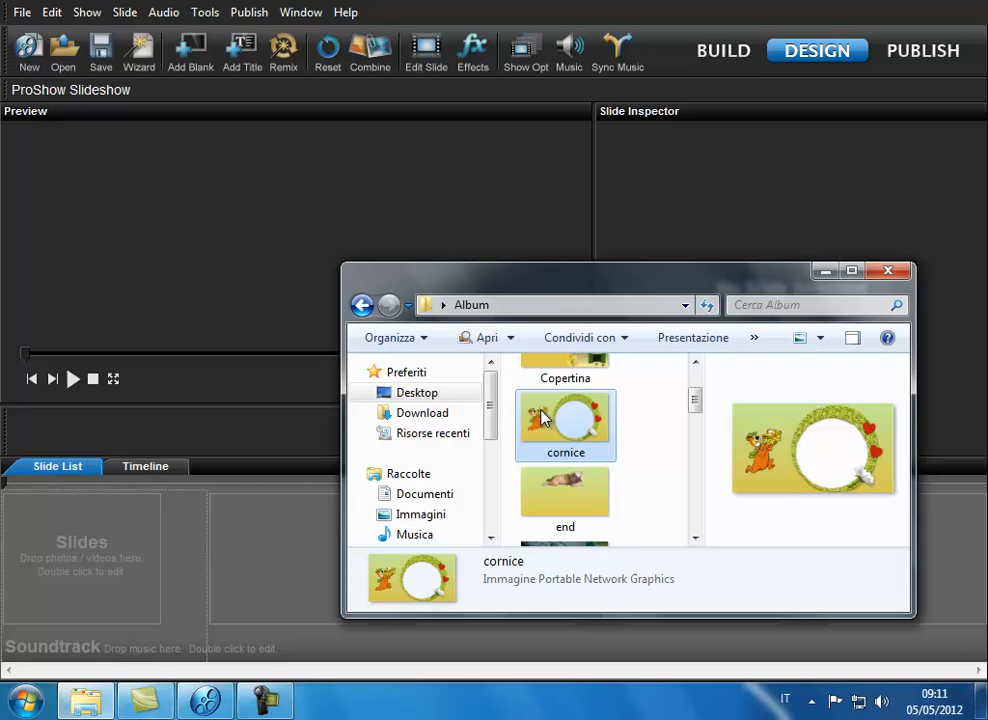 File Edit Show Slide Audio Tools Publish Window Help
New Open Save Wizard Add Blank Add Title Remix Reset Combine Edit Slide Effects Show Opt Music Sync Music
BUILD DESIGN PUBLISH
ProShow Slideshow
Preview
Slide Inspector
Album
Cerca Album
Organizza Apri Condividi con Presentazione »
Preferiti
Desktop
Download
Risorse recenti
Raccolte
Documenti
Immagini
Musica
Copertina
cornice
end
cornice
Immagine Portable Network Graphics
Slide List Timeline
Slides
Drop photos / videos here.
Double click to edit
Soundtrack Drop music here. Double click to edit.
IT
09:11
05/05/2012